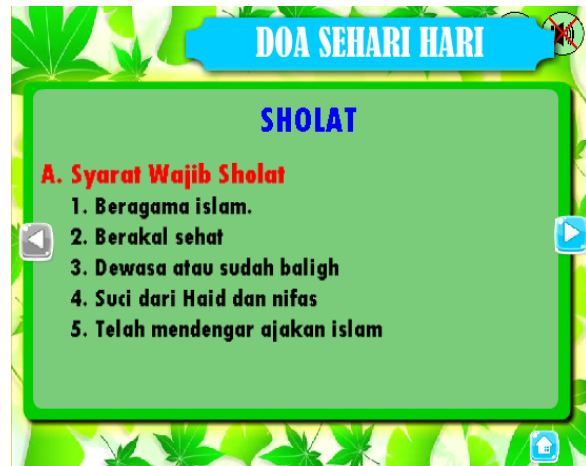 DOA SEHARI HARI
SHOLAT
A. Syarat Wajib Sholat
1. Beragama islam.
2. Berakal sehat
3. Dewasa atau sudah baligh
4. Suci dari Haid dan nifas
5. Telah mendengar ajakan islam